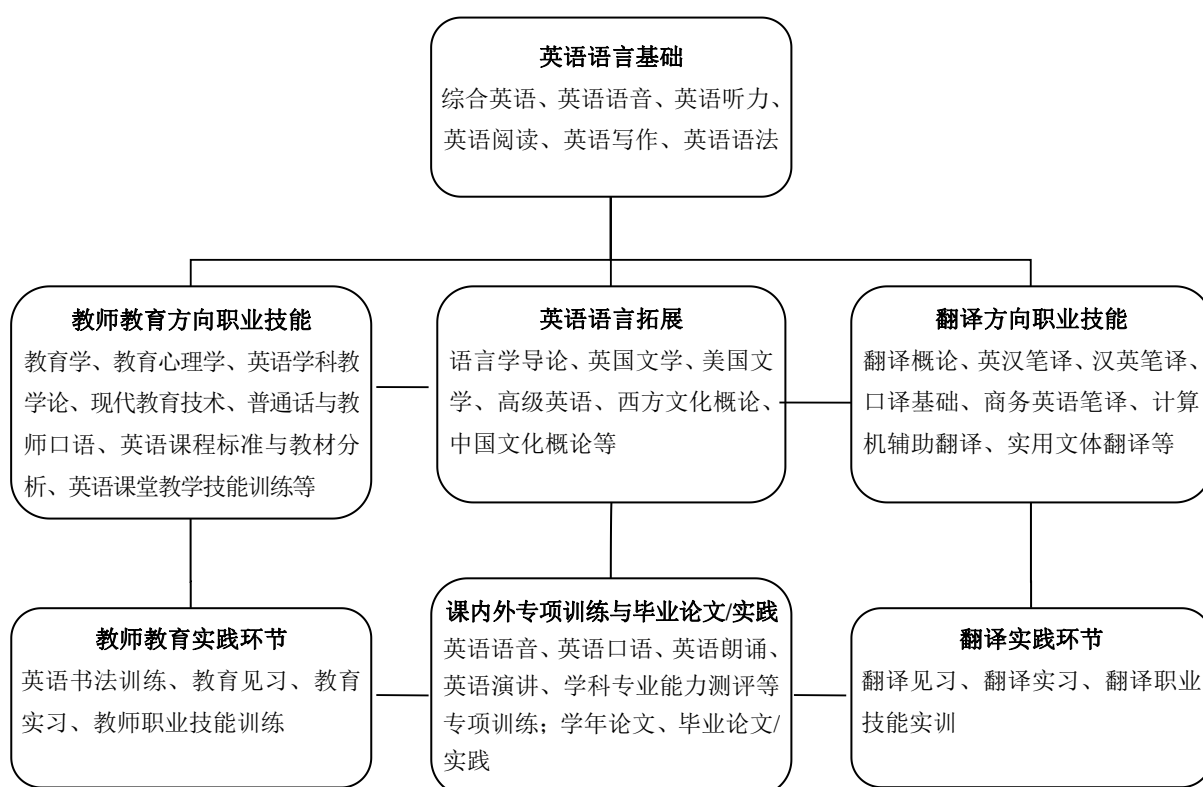 英语语言基础
综合英语、英语语音、英语听力、
英语阅读、英语写作、英语语法
教师教育方向职业技能
教育学、教育心理学、英语学科教
学论、现代教育技术、普通话与教
师口语、英语课程标准与教材分
析、英语课堂教学技能训练等
英语语言拓展
语言学导论、英国文学、美国文
学、高级英语、西方文化概论、
中国文化概论等
翻译方向职业技能
翻译概论、英汉笔译、汉英笔译、
口译基础、商务英语笔译、计算
机辅助翻译、实用文体翻译等
教师教育实践环节
英语书法训练、教育见习、教育
实习、教师职业技能训练
课内外专项训练与毕业论文/实践
英语语音、英语口语、英语朗诵、
英语演讲、学科专业能力测评等
专项训练；学年论文、毕业论文/
实践
翻译实践环节
翻译见习、翻译实习、翻译职业
技能实训